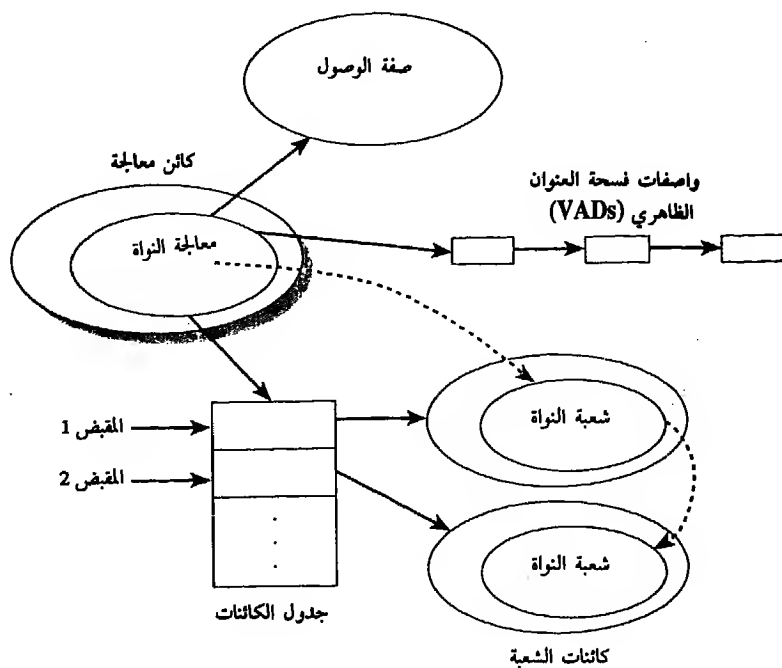 صفة الوصول
كائن معالجة
واصفات فسحة العنوان
الظاهري (VADs)
معالجة النواة
شعبة النواة
المقبض 1
المقبض 2
شعبة النواة
جدول الكائنات
كائنات الشعبة